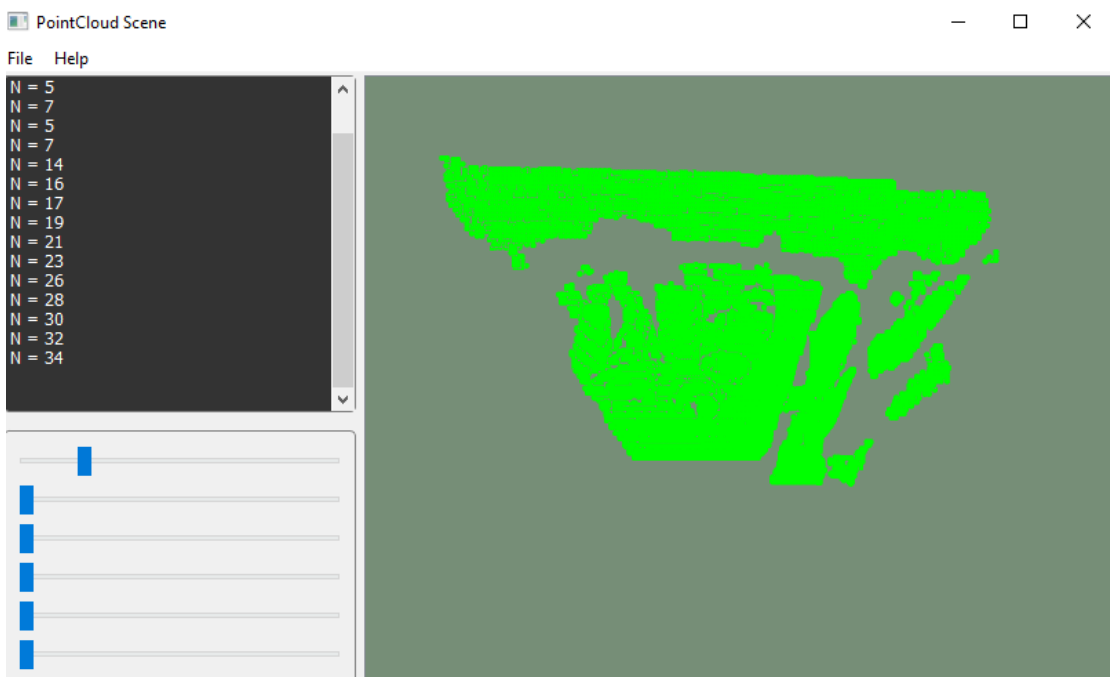 PointCloud Scene
File Help
N = 5
N = 7
N = 5
N = 7
N = 14
N = 16
N = 17
N = 19
N = 21
N = 23
N = 26
N = 28
N = 30
N = 32
N = 34